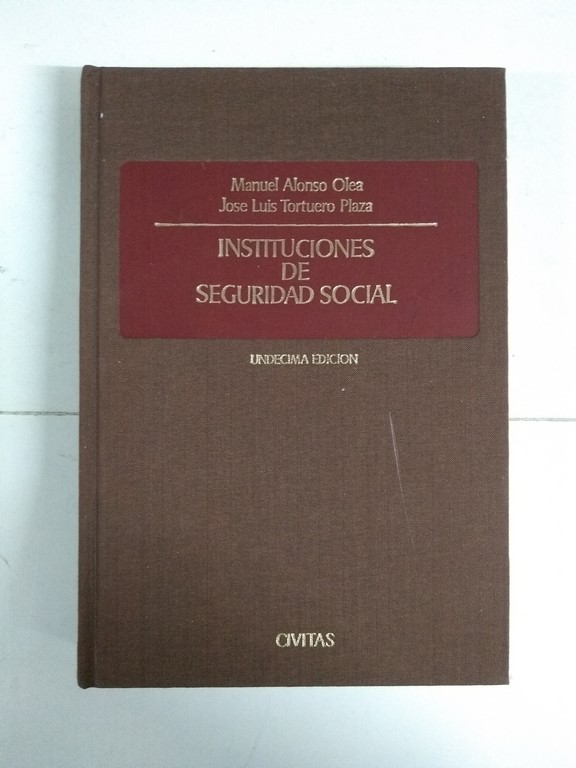 Manuel Alonso Olea
Jose Luis Tortuero Plaza
INSTITUCIONES
DE
SEGURIDAD SOCIAL
UNDECIMA EDICION
CIVITAS